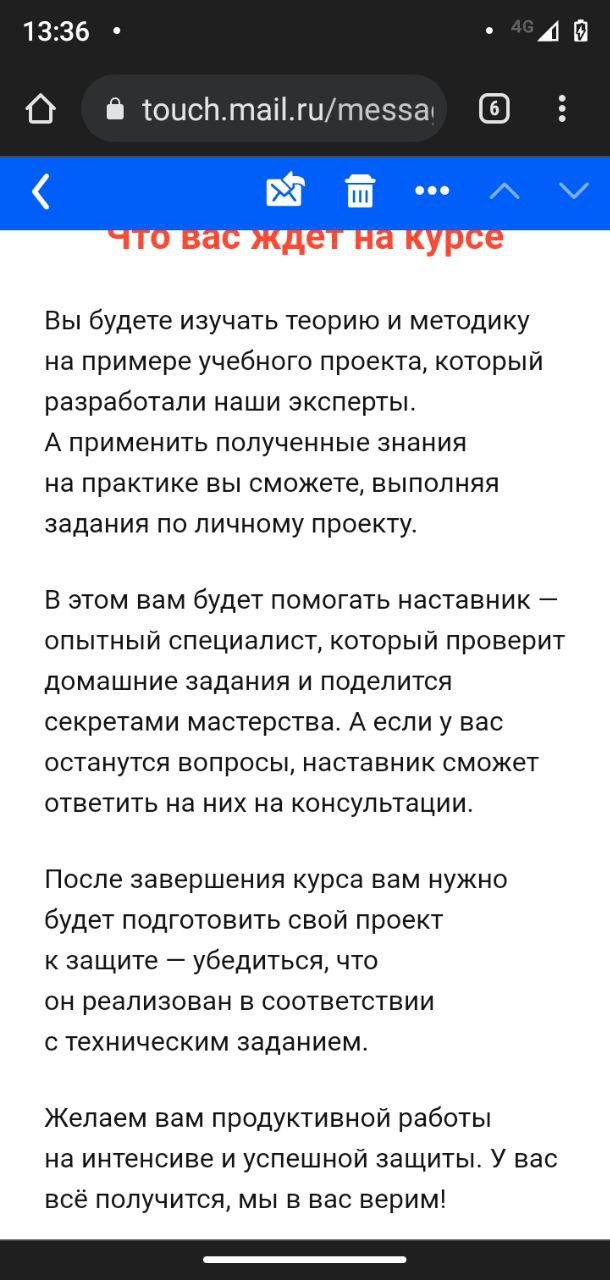 13:36
4G
touch.mail.ru/messa
6
Что вас ждет на курсе
Вы будете изучать теорию и методику
на примере учебного проекта, который
разработали наши эксперты.
А применить полученные знания
на практике вы сможете, выполняя
задания по личному проекту.
В этом вам будет помогать наставник —
опытный специалист, который проверит
домашние задания и поделится
секретами мастерства. А если у вас
останутся вопросы, наставник сможет
ответить на них на консультации.
После завершения курса вам нужно
будет подготовить свой проект
к защите — убедиться, что
он реализован в соответствии
с техническим заданием.
Желаем вам продуктивной работы
на интенсиве и успешной защиты. У вас
всё получится, мы в вас верим!